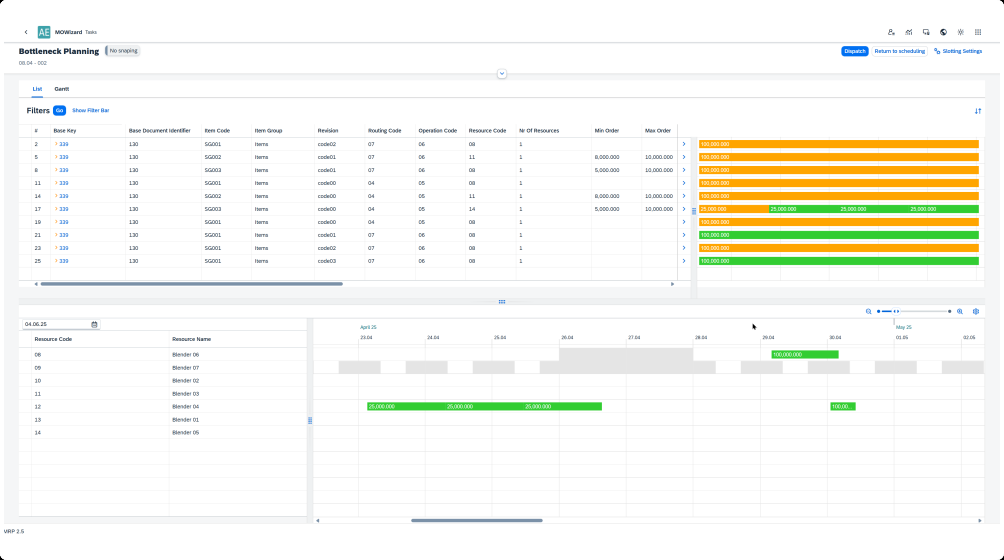 AE MOWizard Tasks
Bottleneck Planning No snaping Dispatch Return to scheduling Slotting Settings
08.04 - 002
List Gantt
Filters Go Show Filter Bar
# Base Key Base Document Identifier Item Code Item Group Revision Routing Code Operation Code Resource Code Nr Of Resources Min Order Max Order
2 339 130 SG001 Items code02 07 06 08 1 100,000.000
5 339 130 SG002 Items code01 07 06 11 1 8,000.000 10,000.000 100,000.000
8 339 130 SG003 Items code01 07 06 08 1 5,000.000 10,000.000 100,000.000
11 339 130 SG001 Items code00 04 05 08 1 100,000.000
14 339 130 SG002 Items code00 04 05 11 1 8,000.000 10,000.000 100,000.000
17 339 130 SG003 Items code00 04 05 14 1 5,000.000 10,000.000 25,000.000 25,000.000 25,000.000 25,000.000
19 339 130 SG001 Items code00 04 05 08 1 100,000.000
21 339 130 SG001 Items code01 07 06 08 1 100,000.000
23 339 130 SG001 Items code02 07 06 08 1 100,000.000
25 339 130 SG001 Items code03 07 06 08 1 100,000.000
04.06.25 April 25 May 25
Resource Code Resource Name 23.04 24.04 25.04 26.04 27.04 28.04 29.04 30.04 01.05 02.05
08 Blender 06 100,000.000
09 Blender 07
10 Blender 02
11 Blender 03
12 Blender 04 25,000.000 25,000.000 25,000.000 100,00...
13 Blender 01
14 Blender 05
VRP 2.5